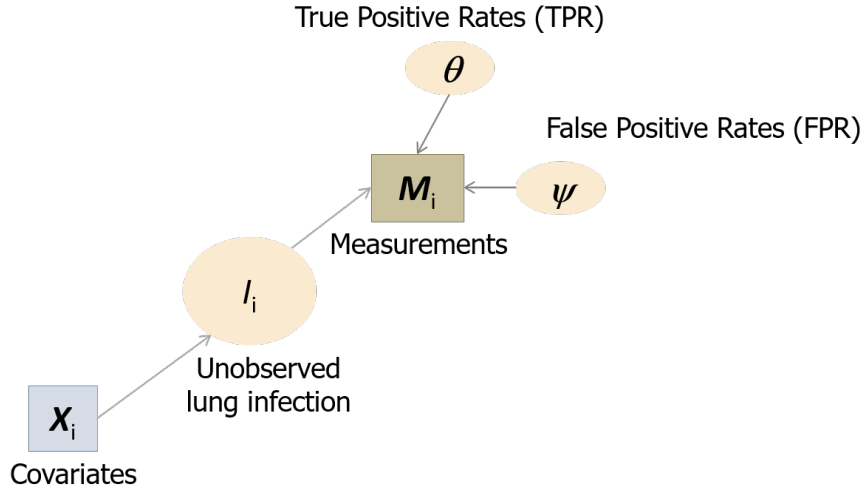 True Positive Rates (TPR)
θ
False Positive Rates (FPR)
Mi
ψ
Measurements
Ii
Unobserved
lung infection
Xi
Covariates